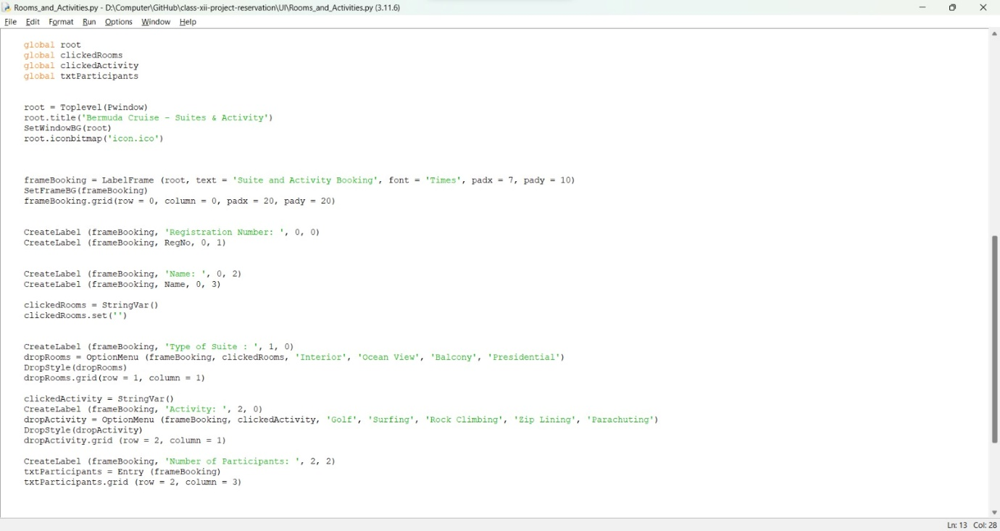 Rooms_and_Activities.py - D:\Computer\GitHub\class-xii-project-reservation\UI\Rooms_and_Activities.py (3.11.6)
File Edit Format Run Options Window Help
global root
global clickedRooms
global clickedActivity
global txtParticipants
root = Toplevel(Pwindow)
root.title('Bermuda Cruise - Suites & Activity')
SetWindowBG(root)
root.iconbitmap('icon.ico')
frameBooking = LabelFrame (root, text = 'Suite and Activity Booking', font = 'Times', padx = 7, pady = 10)
SetFrameBG(frameBooking)
frameBooking.grid(row = 0, column = 0, padx = 20, pady = 20)
CreateLabel (frameBooking, 'Registration Number: ', 0, 0)
CreateLabel (frameBooking, RegNo, 0, 1)
CreateLabel (frameBooking, 'Name: ', 0, 2)
CreateLabel (frameBooking, Name, 0, 3)
clickedRooms = StringVar()
clickedRooms.set('')
CreateLabel (frameBooking, 'Type of Suite : ', 1, 0)
dropRooms = OptionMenu (frameBooking, clickedRooms, 'Interior', 'Ocean View', 'Balcony', 'Presidential')
DropStyle(dropRooms)
dropRooms.grid(row = 1, column = 1)
clickedActivity = StringVar()
CreateLabel (frameBooking, 'Activity: ', 2, 0)
dropActivity = OptionMenu (frameBooking, clickedActivity, 'Golf', 'Surfing', 'Rock Climbing', 'Zip Lining', 'Parachuting')
DropStyle(dropActivity)
dropActivity.grid (row = 2, column = 1)
CreateLabel (frameBooking, 'Number of Participants: ', 2, 2)
txtParticipants = Entry (frameBooking)
txtParticipants.grid (row = 2, column = 3)
Ln: 13 Col: 28